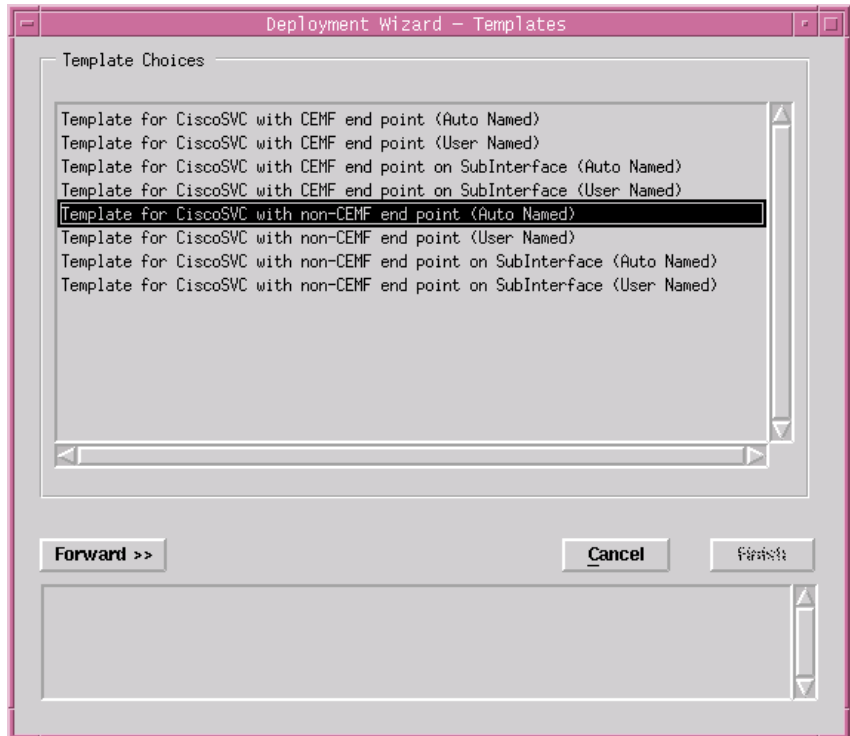 Deployment Wizard — Templates
Template Choices
Template for CiscoSVC with CEMF end point (Auto Named)
Template for CiscoSVC with CEMF end point (User Named)
Template for CiscoSVC with CEMF end point on SubInterface (Auto Named)
Template for CiscoSVC with CEMF end point on SubInterface (User Named)
Template for CiscoSVC with non-CEMF end point (Auto Named)
Template for CiscoSVC with non-CEMF end point (User Named)
Template for CiscoSVC with non-CEMF end point on SubInterface (Auto Named)
Template for CiscoSVC with non-CEMF end point on SubInterface (User Named)
Forward >> Cancel Finish